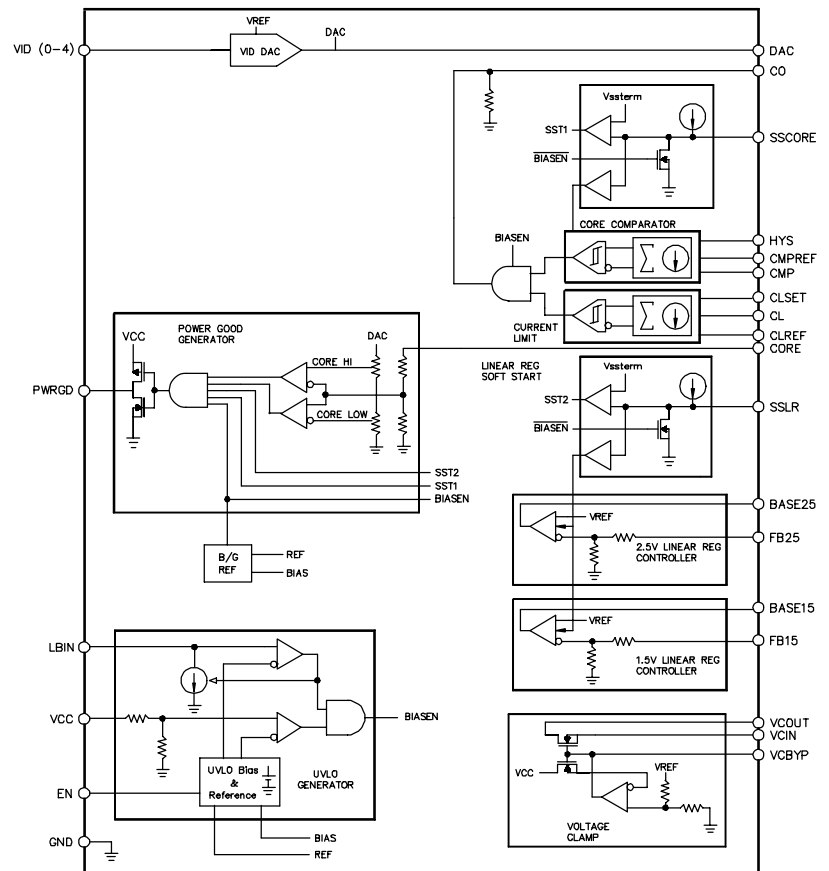 VREF
DAC
VID (0-4)
VID DAC
DAC
CO
Vssterm
SST1
SSCORE
BIASEN
CORE COMPARATOR
BIASEN
HYS
CMPREF
CMP
CLSET
CL
CLREF
CURRENT
LIMIT
CORE
POWER GOOD
GENERATOR
VCC
DAC
CORE HI
PWRGD
CORE LOW
SST2
SST1
BIASEN
B/G
REF
REF
BIAS
LINEAR REG
SOFT START
Vssterm
SST2
SSLR
BIASEN
BASE25
VREF
FB25
2.5V LINEAR REG
CONTROLLER
BASE15
VREF
FB15
1.5V LINEAR REG
CONTROLLER
LBIN
VCC
BIASEN
UVLO Bias
&
Reference
UVLO
GENERATOR
EN
BIAS
REF
GND
VCOUT
VCIN
VCBYP
VCC
VREF
VOLTAGE
CLAMP